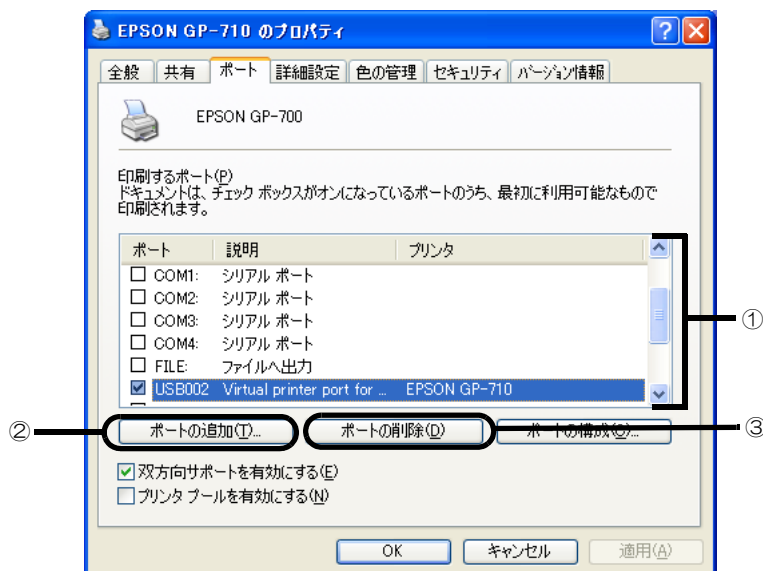 EPSON GP-710 のプロパティ
全般 共有 ポート 詳細設定 色の管理 セキュリティ バージョン情報
EPSON GP-700
印刷するポート(P)
ドキュメントは、チェック ボックスがオンになっているポートのうち、最初に利用可能なもので
印刷されます。
ポート 説明 プリンタ
COM1: シリアル ポート
COM2: シリアル ポート
COM3: シリアル ポート
COM4: シリアル ポート
FILE: ファイルへ出力
USB002 Virtual printer port for ... EPSON GP-710
①
② ポートの追加(T)... ポートの削除(D) ポートの構成(C)... ③
双方向サポートを有効にする(E)
プリンタ プールを有効にする(N)
OK キャンセル 適用(A)